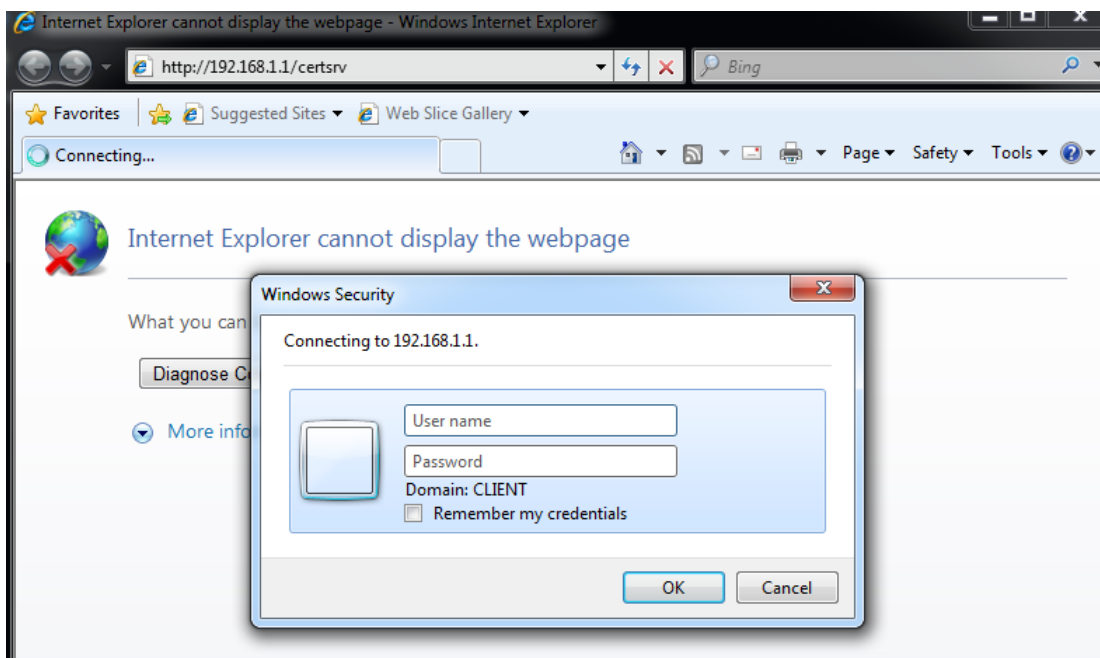 Internet Explorer cannot display the webpage - Windows Internet Explorer
http://192.168.1.1/certsrv
Bing
Favorites Suggested Sites Web Slice Gallery
Connecting... Page Safety Tools
Internet Explorer cannot display the webpage
Windows Security
What you can
Connecting to 192.168.1.1.
Diagnose
User name
More info
Password
Domain: CLIENT
Remember my credentials
OK Cancel